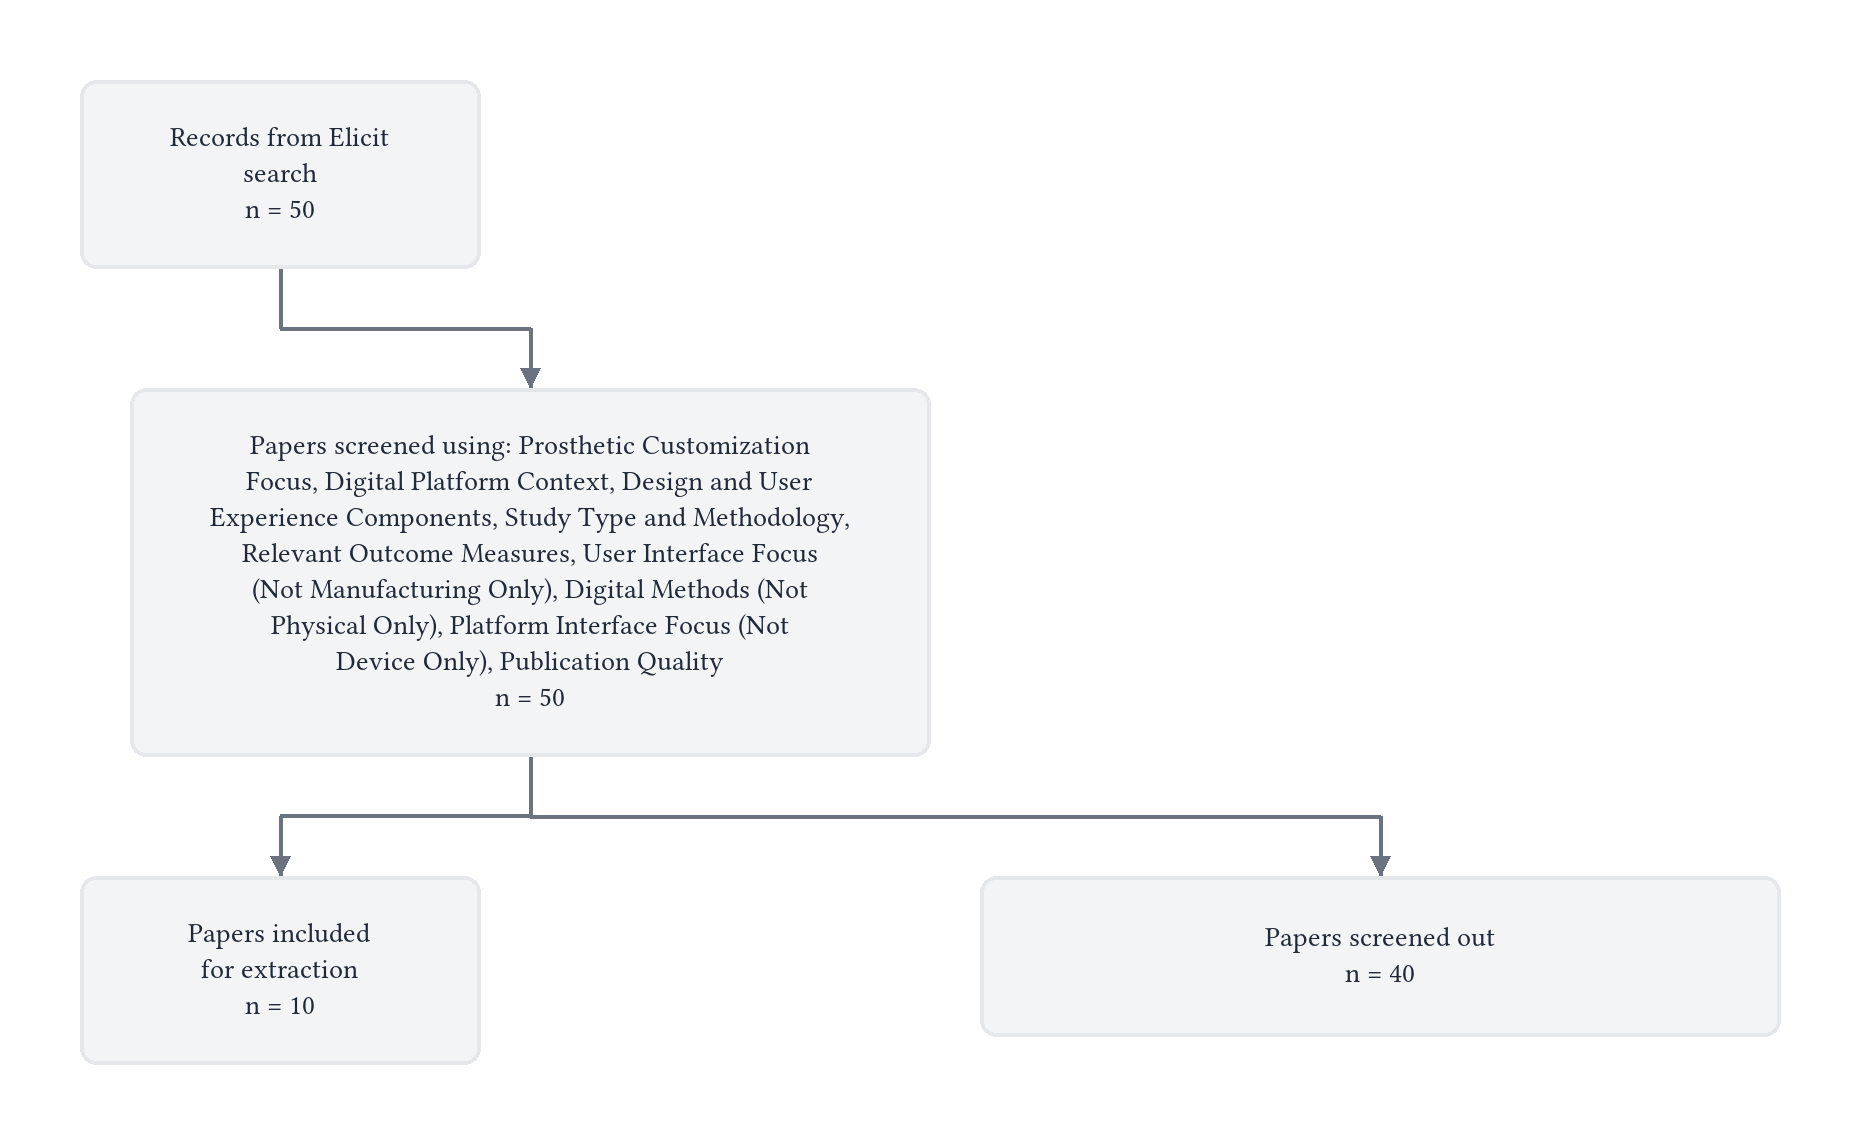 Records from Elicit
search
n = 50
Papers screened using: Prosthetic Customization
Focus, Digital Platform Context, Design and User
Experience Components, Study Type and Methodology,
Relevant Outcome Measures, User Interface Focus
(Not Manufacturing Only), Digital Methods (Not
Physical Only), Platform Interface Focus (Not
Device Only), Publication Quality
n = 50
Papers included
for extraction
n = 10
Papers screened out
n = 40